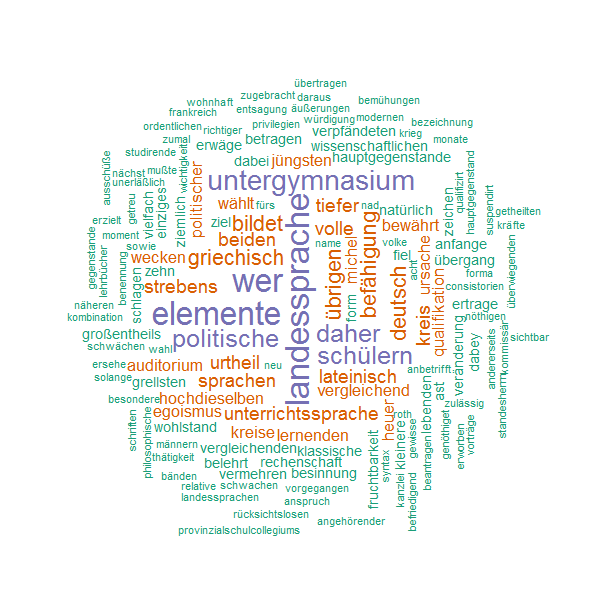 übertragen
zugebracht
daraus
bemühungen
wohnhaft
entsagung
äußerungen
frankreich
würdigung
modernen
privilegien
ordentlichen
richtiger
krieg
bezeichnung
verpfändeten
zumal
erwäge
betragen
wissenschaftlichen
monate
studirende
dabei
jüngsten
hauptgegenstande
ausschüße
nächst
mußte
wichtigkeit
unerläßlich
politischer
untergymnasium
zeichen
qualifizirt
hauptgegenstand
suspendirt
getreu
vielfach
einziges
ziemlich
wählt
fürs
tiefer
nad
natürlich
getheilten
erzielt
ziel
bildet
landessprache
volle
befähigung
bewährt
kräfte
moment
beiden
name
volke
anfange
gegenstande
lehrbücher
sowie
wecken
griechisch
übrigen
michel
fiel
ursache
übergang
überwiegenden
benennung
schlagen
zehn
wer
form
acht
forma
näheren
strebens
deutsch
qualifikation
consistorien
kombination
elemente
kreis
ertrage
großentheils
politische
daher
veränderung
nöthigen
kommissär
sichtbar
schwächen
wahl
schülern
dabey
andererseits
ersehe
auditorium
urtheil
neu
anbetrifft
solange
grellsten
sprachen
lateinisch
ast
standesherrn
besondere
hochdieselben
vergleichend
lebenden
zulässig
schriften
egoismus
unterrichtssprache
heuer
roth
genöthiget
vorträge
philosophische
wohlstand
kreise
lernenden
gewisse
erworben
männern
vergleichenden
klassische
fruchtbarkeit
kleinere
beantragen
thätigkeit
belehrt
rechenschaft
syntax
bänden
vermehren
besinnung
kanzlei
befriedigend
relative
schwachen
vorgegangen
landessprachen
anspruch
rücksichtslosen
angehörender
provinzialschulcollegiums